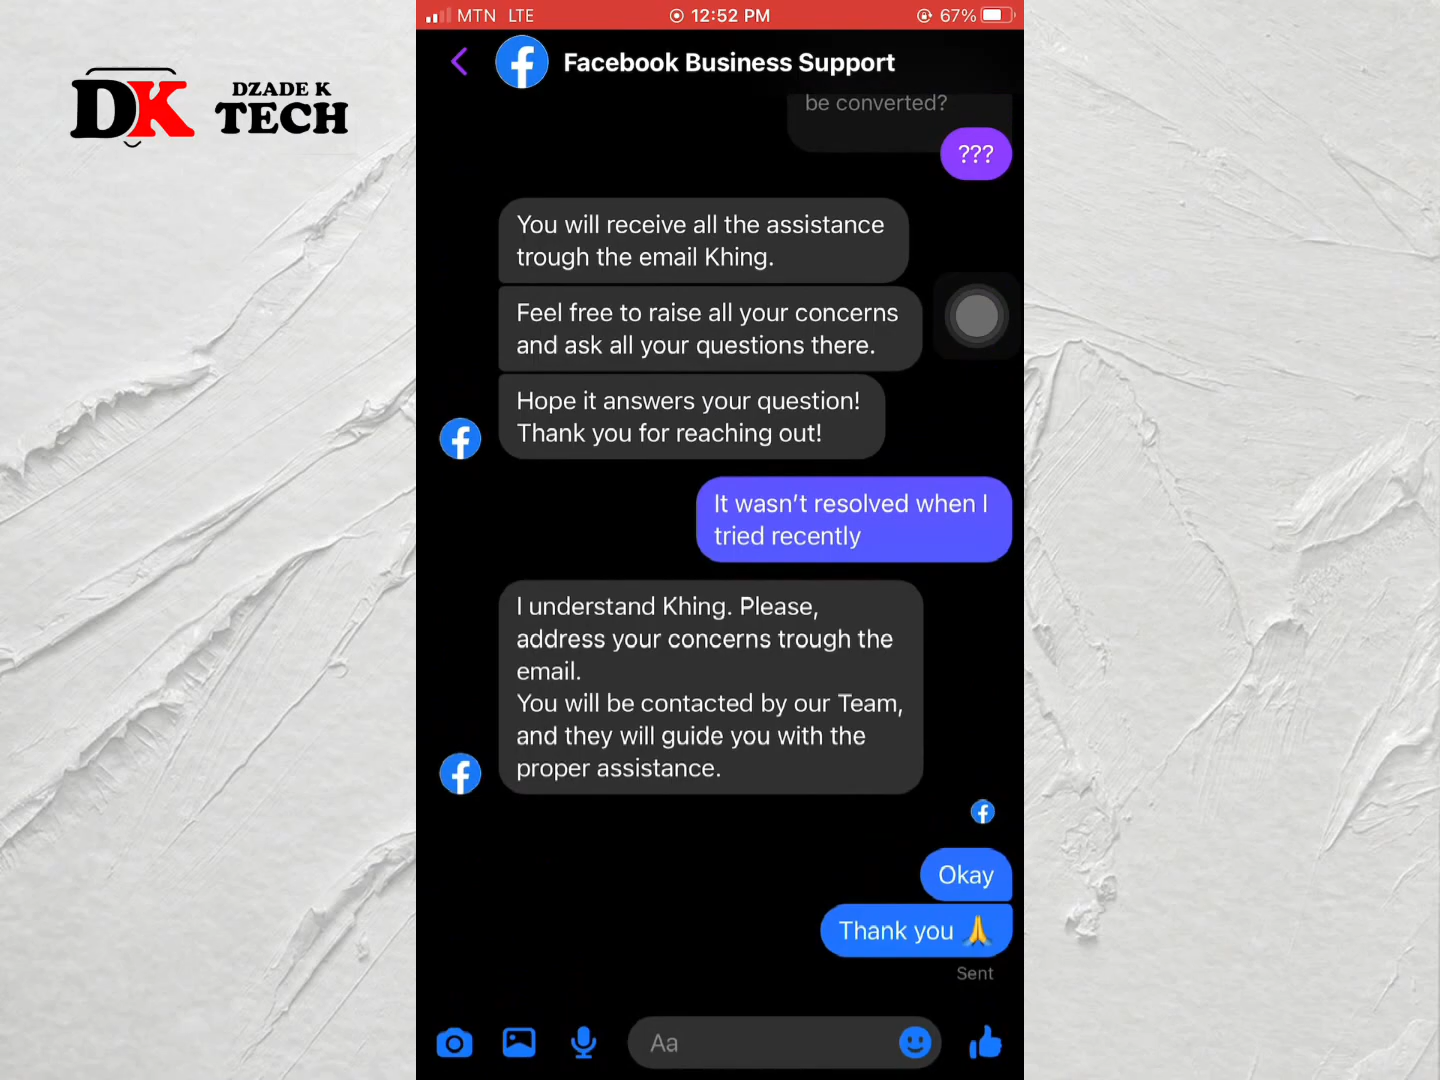 MTN LTE 12:52 PM 67%
DZADE K
DK TECH
Facebook Business Support
be converted?
???
You will receive all the assistance
trough the email Khing.
Feel free to raise all your concerns
and ask all your questions there.
Hope it answers your question!
Thank you for reaching out!
It wasn’t resolved when I
tried recently
I understand Khing. Please,
address your concerns trough the
email.
You will be contacted by our Team,
and they will guide you with the
proper assistance.
Okay
Thank you 🙏
Sent
Aa